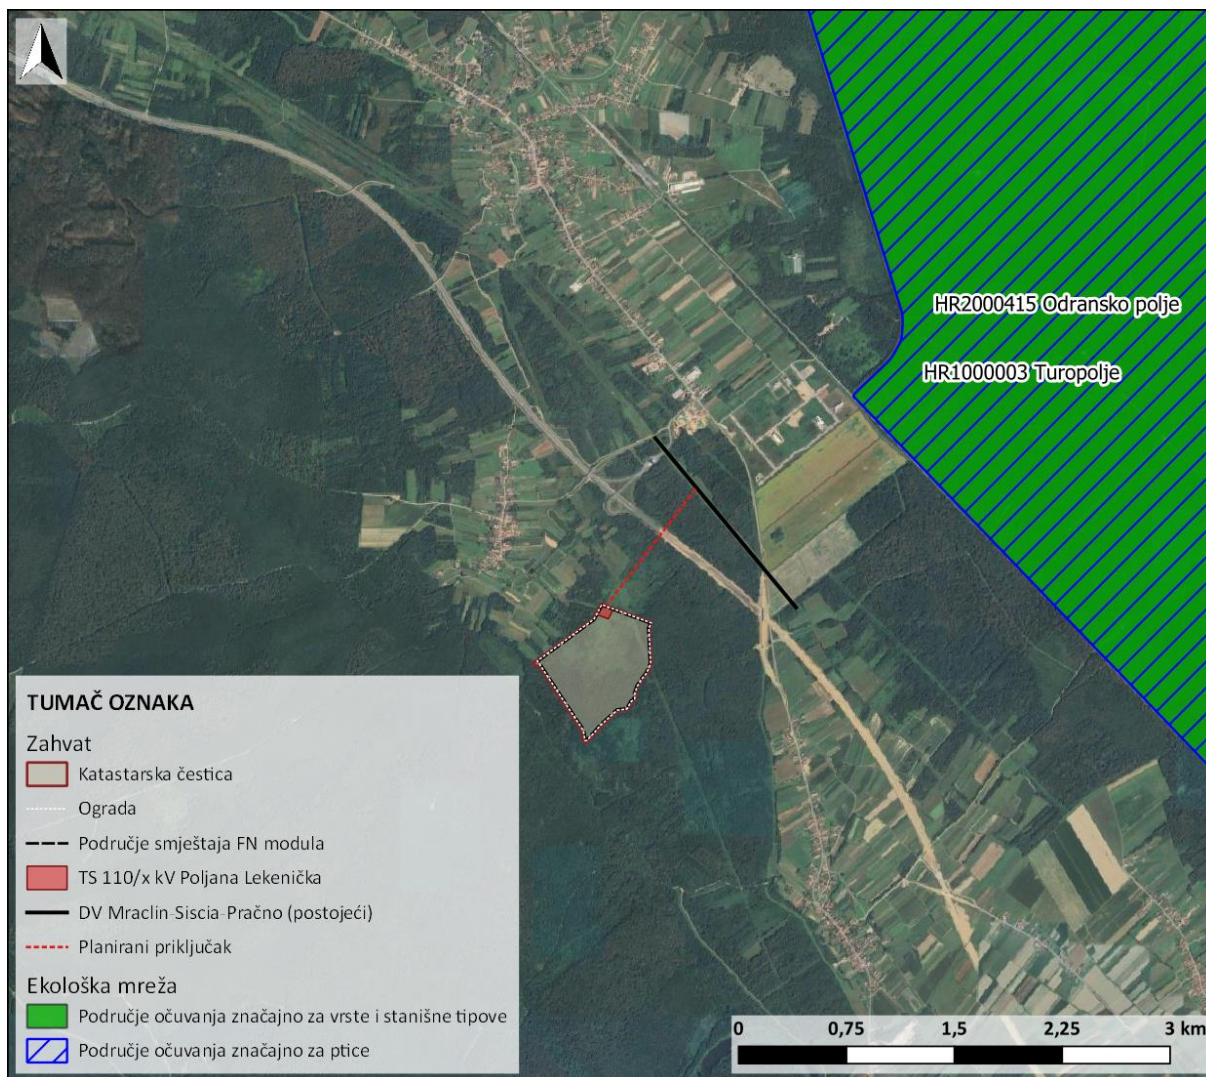 HR2000415 Odransko polje
HR1000003 Turopolje
TUMAČ OZNAKA
Zahvat
Katastarska čestica
Ograda
Područje smještaja FN modula
TS 110/x kV Poljana Lekenička
DV Mraclin-Siscia-Pračno (postojeći)
Planirani priključak
Ekološka mreža
Područje očuvanja značajno za vrste i stanišne tipove
Područje očuvanja značajno za ptice
0 0,75 1,5 2,25 3 km